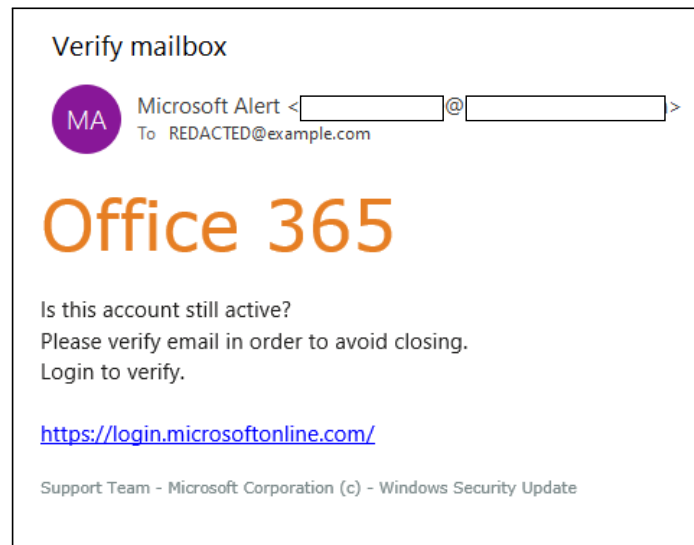 Verify mailbox
MA
Microsoft Alert < @ >
To REDACTED@example.com
Office 365
Is this account still active?
Please verify email in order to avoid closing.
Login to verify.
https://login.microsoftonline.com/
Support Team - Microsoft Corporation (c) - Windows Security Update